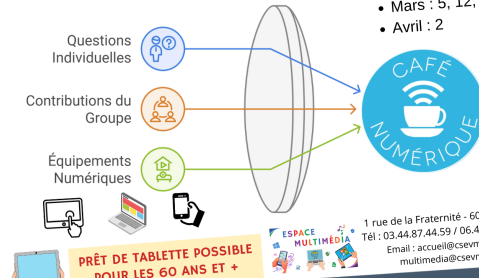 • Mars : 5, 12,
• Avril : 2
Questions
Individuelles
Contributions du
Groupe
Équipements
Numériques
CAFÉ
NUMÉRIQUE
PRÊT DE TABLETTE POSSIBLE
POUR LES 60 ANS ET +
ESPACE
MULTIMÉDIA
1 rue de la Fraternité - 60
Tél : 03.44.87.44.59 / 06.4
Email : accueil@csevm
multimedia@csevm